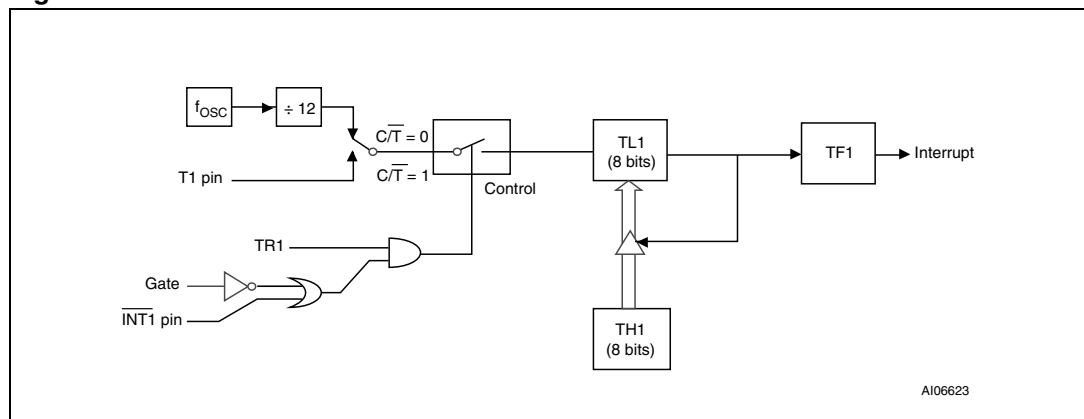 fOSC
÷ 12
C/T̅ = 0
T1 pin
C/T̅ = 1
Control
TL1
(8 bits)
TF1
Interrupt
TR1
Gate
I̅N̅T̅1̅ pin
TH1
(8 bits)
AI06623